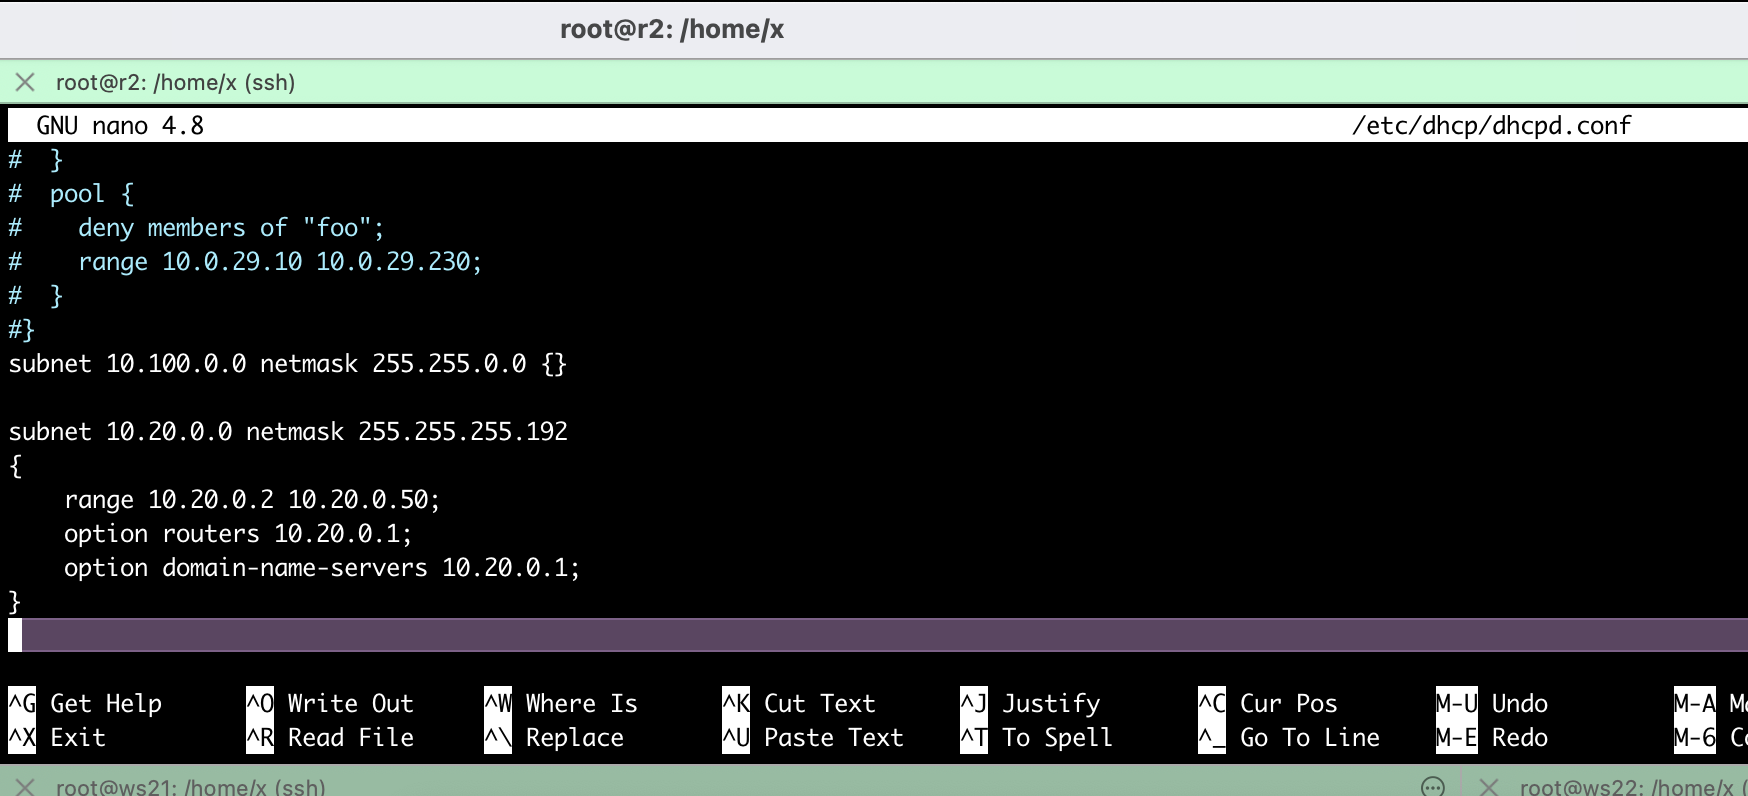 root@r2: /home/x
root@r2: /home/x (ssh)
GNU nano 4.8 /etc/dhcp/dhcpd.conf
#  }
#  pool {
#    deny members of "foo";
#    range 10.0.29.10 10.0.29.230;
#  }
#}
subnet 10.100.0.0 netmask 255.255.0.0 {}
subnet 10.20.0.0 netmask 255.255.255.192
{
    range 10.20.0.2 10.20.0.50;
    option routers 10.20.0.1;
    option domain-name-servers 10.20.0.1;
}
^G Get Help ^O Write Out ^W Where Is ^K Cut Text ^J Justify ^C Cur Pos M-U Undo M-A
^X Exit ^R Read File ^\ Replace ^U Paste Text ^T To Spell ^_ Go To Line M-E Redo M-6
root@ws21: /home/x (ssh) root@ws22: /home/x (